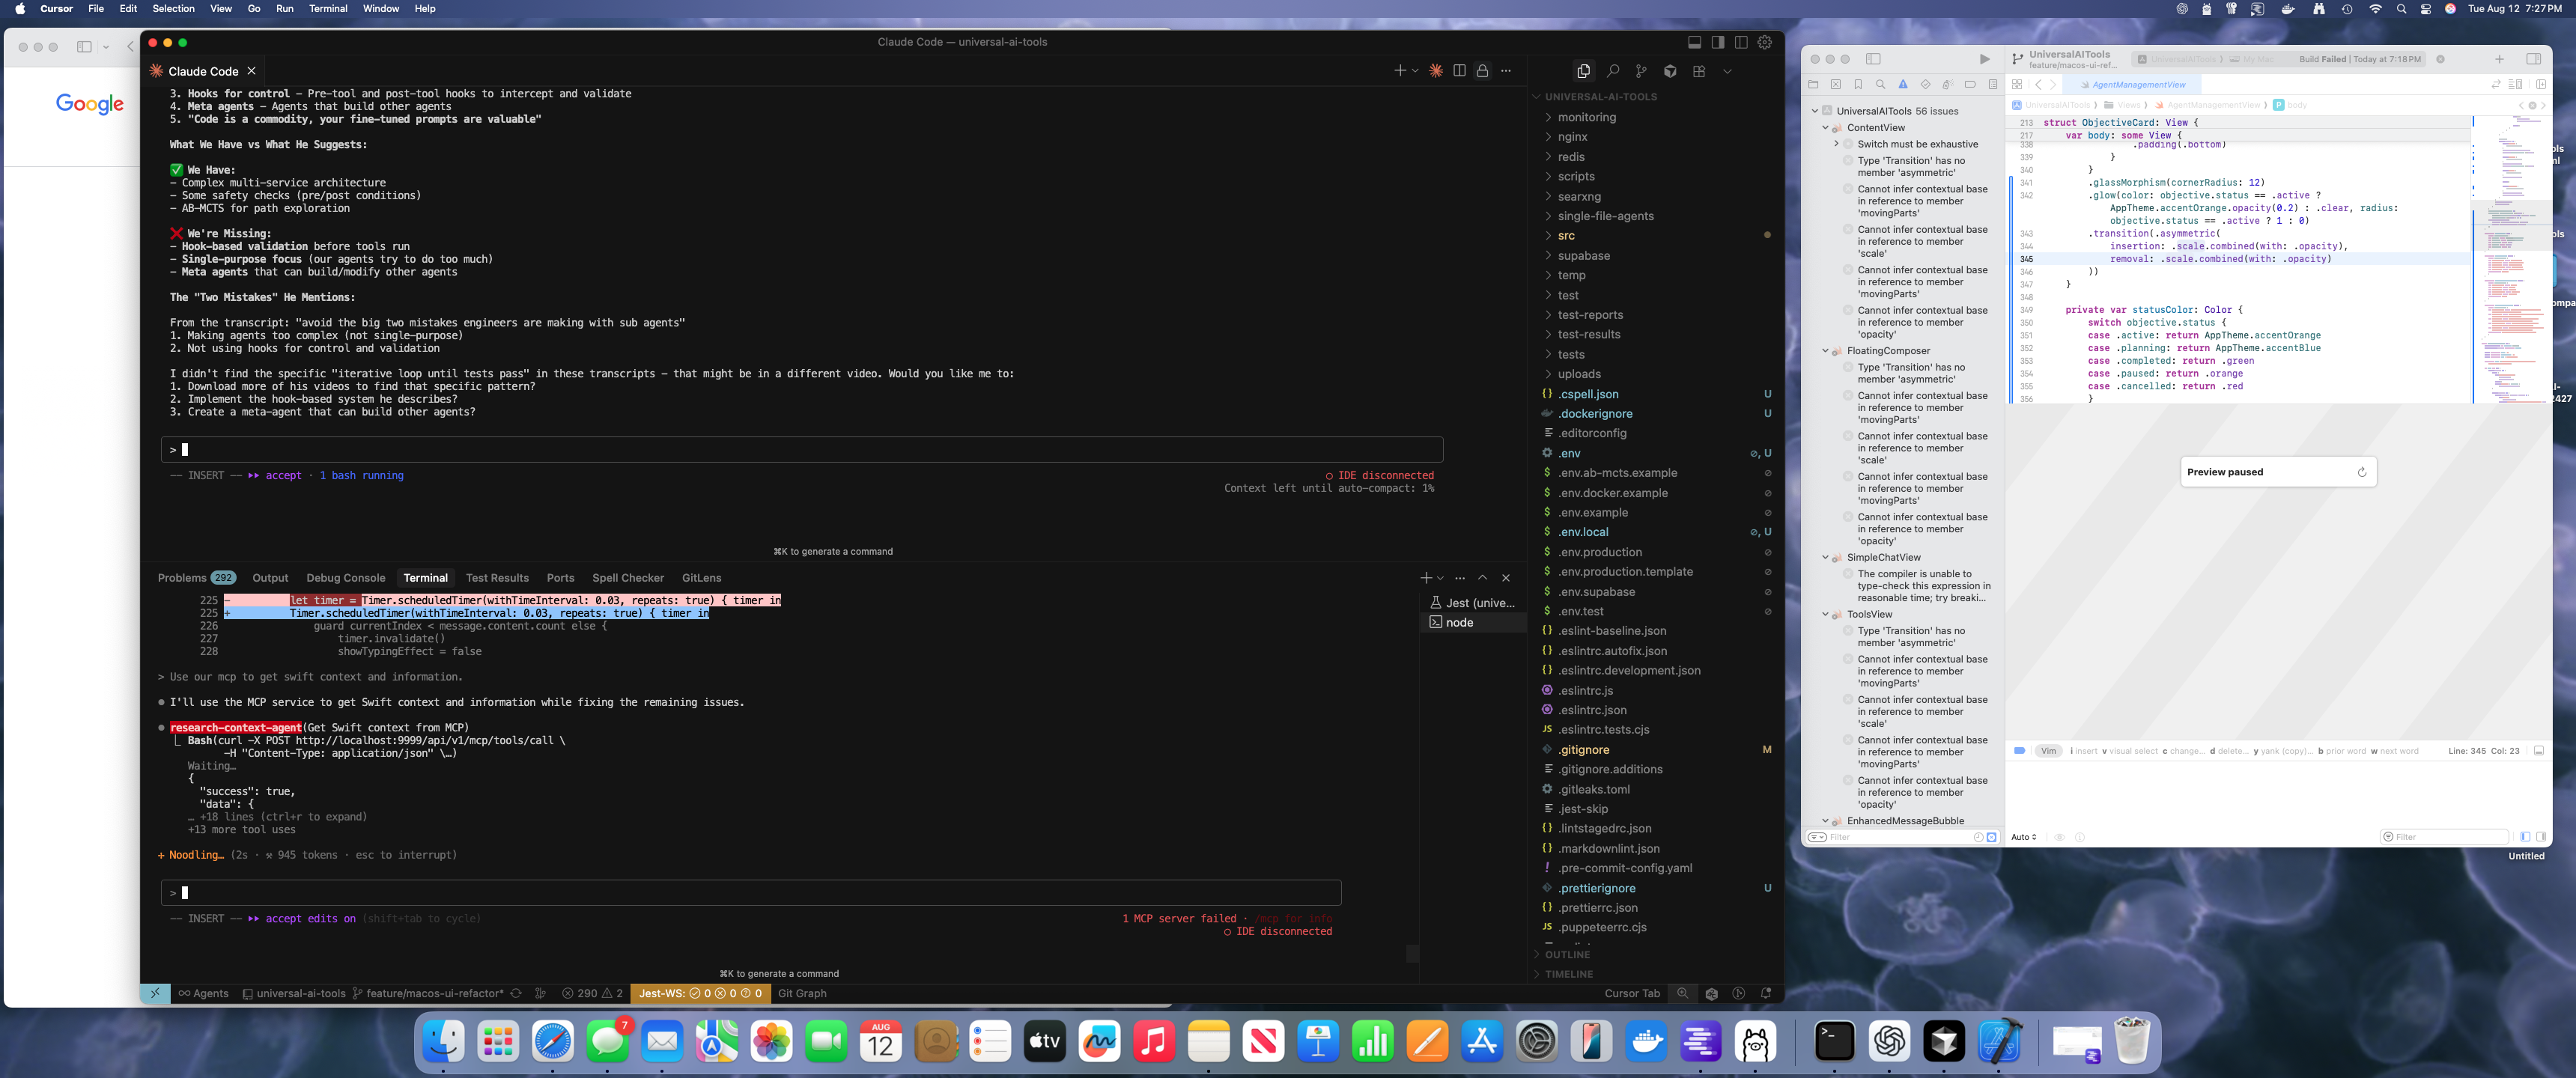 Cursor File Edit Selection View Go Run Terminal Window Help
Tue Aug 12 7:27 PM
Google
Claude Code — universal-ai-tools
Claude Code
3. Hooks for control – Pre-tool and post-tool hooks to intercept and validate
4. Meta agents – Agents that build other agents
5. "Code is a commodity, your fine-tuned prompts are valuable"
What We Have vs What He Suggests:
✅ We Have:
– Complex multi-service architecture
– Some safety checks (pre/post conditions)
– AB-MCTS for path exploration
❌ We're Missing:
– Hook-based validation before tools run
– Single-purpose focus (our agents try to do too much)
– Meta agents that can build/modify other agents
The "Two Mistakes" He Mentions:
From the transcript: "avoid the big two mistakes engineers are making with sub agents"
1. Making agents too complex (not single-purpose)
2. Not using hooks for control and validation
I didn't find the specific "iterative loop until tests pass" in these transcripts – that might be in a different video. Would you like me to:
1. Download more of his videos to find that specific pattern?
2. Implement the hook-based system he describes?
3. Create a meta-agent that can build other agents?
>
-- INSERT -- ▸▸ accept · 1 bash running
○ IDE disconnected
Context left until auto-compact: 1%
⌘K to generate a command
Problems 292 Output Debug Console Terminal Test Results Ports Spell Checker GitLens
225 - let timer = Timer.scheduledTimer(withTimeInterval: 0.03, repeats: true) { timer in
225 + Timer.scheduledTimer(withTimeInterval: 0.03, repeats: true) { timer in
226 guard currentIndex < message.content.count else {
227 timer.invalidate()
228 showTypingEffect = false
> Use our mcp to get swift context and information.
● I'll use the MCP service to get Swift context and information while fixing the remaining issues.
● research-context-agent(Get Swift context from MCP)
⎿ Bash(curl -X POST http://localhost:9999/api/v1/mcp/tools/call \
-H "Content-Type: application/json" \…)
Waiting…
{
"success": true,
"data": {
… +18 lines (ctrl+r to expand)
+13 more tool uses
+ Noodling… (2s · 945 tokens · esc to interrupt)
>
-- INSERT -- ▸▸ accept edits on (shift+tab to cycle)
1 MCP server failed · /mcp for info
○ IDE disconnected
⌘K to generate a command
Jest (unive...
node
Agents universal-ai-tools feature/macos-ui-refactor* 290 2 Jest-WS: 0 0 0 Git Graph
Cursor Tab
UNIVERSAL-AI-TOOLS
monitoring
nginx
redis
scripts
searxng
single-file-agents
src
supabase
temp
test
test-reports
test-results
tests
uploads
.cspell.json U
.dockerignore U
.editorconfig
.env ⊘, U
.env.ab-mcts.example ⊘
.env.docker.example ⊘
.env.example ⊘
.env.local ⊘, U
.env.production ⊘
.env.production.template ⊘
.env.supabase ⊘
.env.test ⊘
.eslint-baseline.json
.eslintrc.autofix.json
.eslintrc.development.json
.eslintrc.js
.eslintrc.json
.eslintrc.tests.cjs
.gitignore M
.gitignore.additions
.gitleaks.toml
.jest-skip
.lintstagedrc.json
.markdownlint.json
.pre-commit-config.yaml
.prettierignore U
.prettierrc.json
.puppeteerrc.cjs
OUTLINE
TIMELINE
UniversalAITools
feature/macos-ui-ref...
UniversalAITools My Mac
Build Failed | Today at 7:18 PM
AgentManagementView
UniversalAITools Views AgentManagementView body
UniversalAITools 56 issues
ContentView
Switch must be exhaustive
Type 'Transition' has no
member 'asymmetric'
Cannot infer contextual base
in reference to member
'movingParts'
Cannot infer contextual base
in reference to member
'scale'
Cannot infer contextual base
in reference to member
'movingParts'
Cannot infer contextual base
in reference to member
'opacity'
FloatingComposer
Type 'Transition' has no
member 'asymmetric'
Cannot infer contextual base
in reference to member
'movingParts'
Cannot infer contextual base
in reference to member
'scale'
Cannot infer contextual base
in reference to member
'movingParts'
Cannot infer contextual base
in reference to member
'opacity'
SimpleChatView
The compiler is unable to
type-check this expression in
reasonable time; try breaki...
ToolsView
Type 'Transition' has no
member 'asymmetric'
Cannot infer contextual base
in reference to member
'movingParts'
Cannot infer contextual base
in reference to member
'scale'
Cannot infer contextual base
in reference to member
'movingParts'
Cannot infer contextual base
in reference to member
'opacity'
EnhancedMessageBubble
Filter
213 struct ObjectiveCard: View {
217 var body: some View {
338 .padding(.bottom)
339 }
340 }
341 .glassMorphism(cornerRadius: 12)
342 .glow(color: objective.status == .active ?
AppTheme.accentOrange.opacity(0.2) : .clear, radius:
objective.status == .active ? 1 : 0)
343 .transition(.asymmetric(
344 insertion: .scale.combined(with: .opacity),
345 removal: .scale.combined(with: .opacity)
346 ))
347 }
348
349 private var statusColor: Color {
350 switch objective.status {
351 case .active: return AppTheme.accentOrange
352 case .planning: return AppTheme.accentBlue
353 case .completed: return .green
354 case .paused: return .orange
355 case .cancelled: return .red
356 }
Preview paused
Vim i insert v visual select c change... d delete... y yank (copy)... b prior word w next word Line: 345 Col: 23
Auto
Filter
2427
Untitled
7
AUG
12
tv